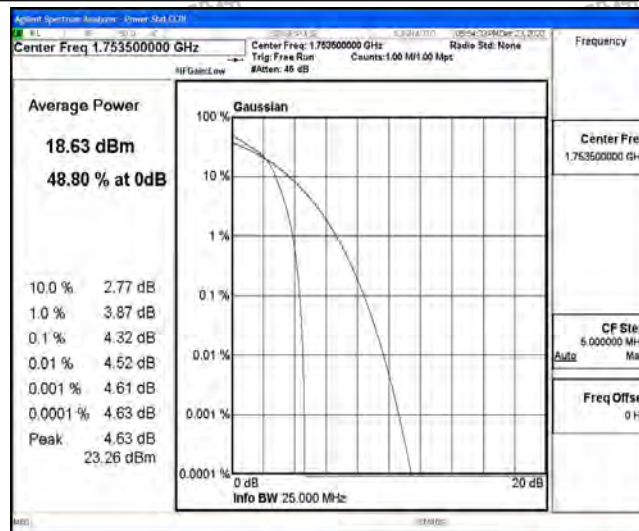 Agilent Spectrum Analyzer - Power Stat CCDF
Center Freq 1.753500000 GHz
Center Freq: 1.753500000 GHz
Radio Std: None
Trig: Free Run
Counts:1.00 M/1.00 Mpt
#IFGain:Low
#Atten: 46 dB
Frequency
Average Power
18.63 dBm
48.80 % at 0dB
10.0 % 2.77 dB
1.0 % 3.87 dB
0.1 % 4.32 dB
0.01 % 4.52 dB
0.001 % 4.61 dB
0.0001 % 4.63 dB
Peak 4.63 dB
23.26 dBm
Gaussian
100 %
10 %
1 %
0.1 %
0.01 %
0.001 %
0.0001 %
0 dB
20 dB
Info BW 25.000 MHz
Center Fre
1.753500000 GH
CF Ste
5.000000 MH
Auto Ma
Freq Offse
0 H
MSG
STATUS